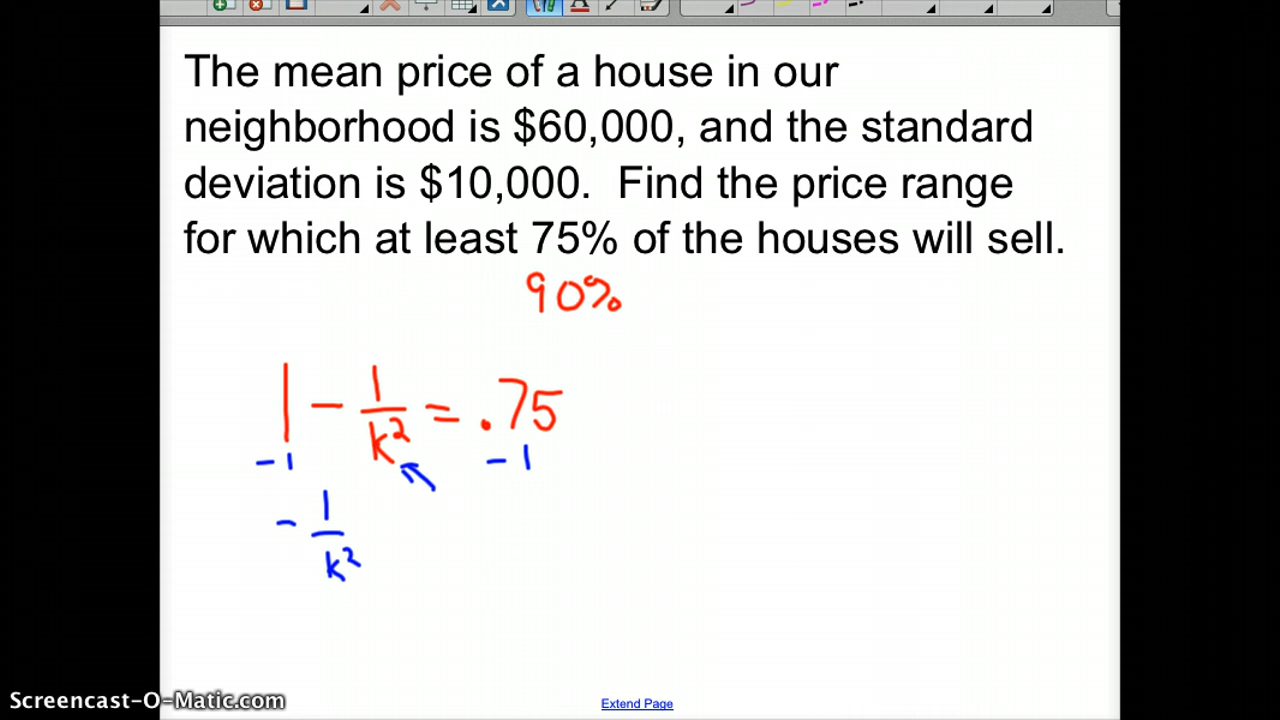 The mean price of a house in our
neighborhood is $60,000, and the standard
deviation is $10,000. Find the price range
for which at least 75% of the houses will sell.
90%
1 - 1/k² = .75
-1 -1
- 1/k²
Screencast-O-Matic.com
Extend Page